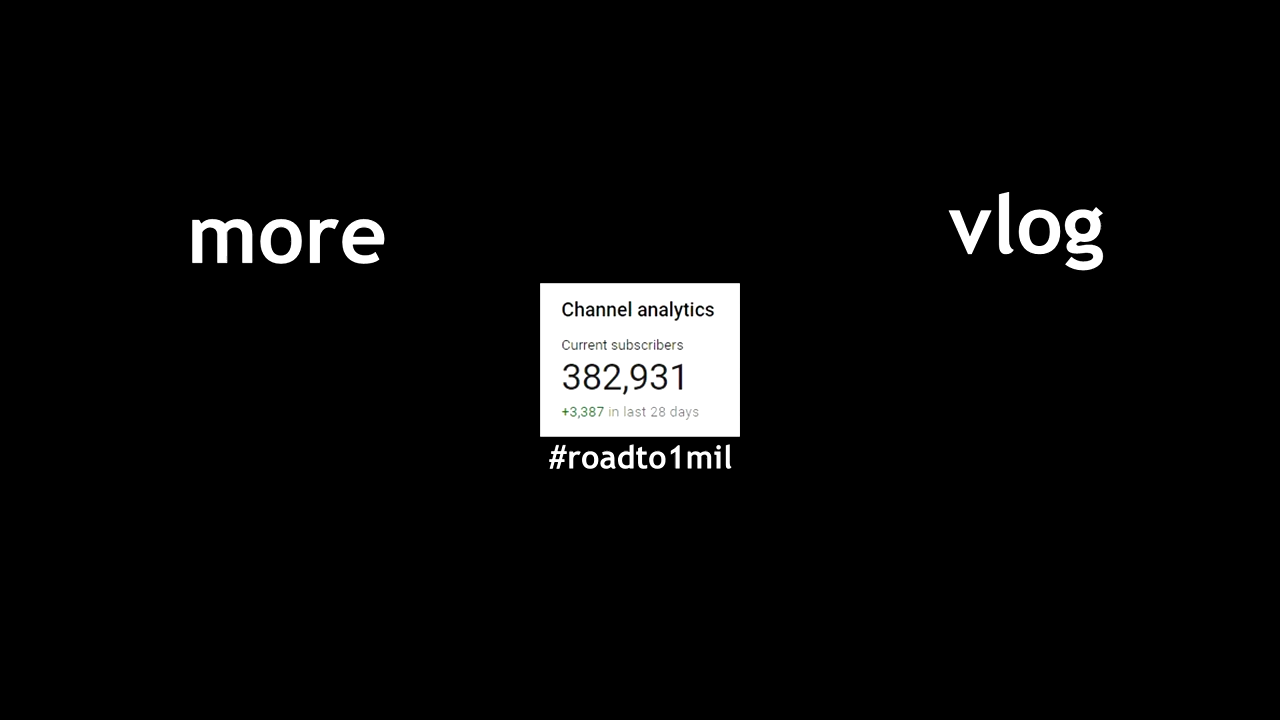 more
vlog
Channel analytics
Current subscribers
382,931
+3,387 in last 28 days
#roadto1mil